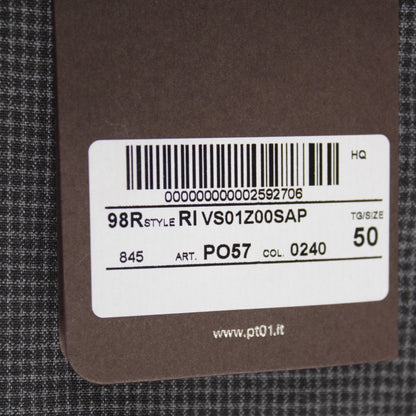 HQ
000000000002592706
98R STYLE RI VS01Z00SAP TG/SIZE
845 ART. PO57 COL. 0240 50
www.pt01.it